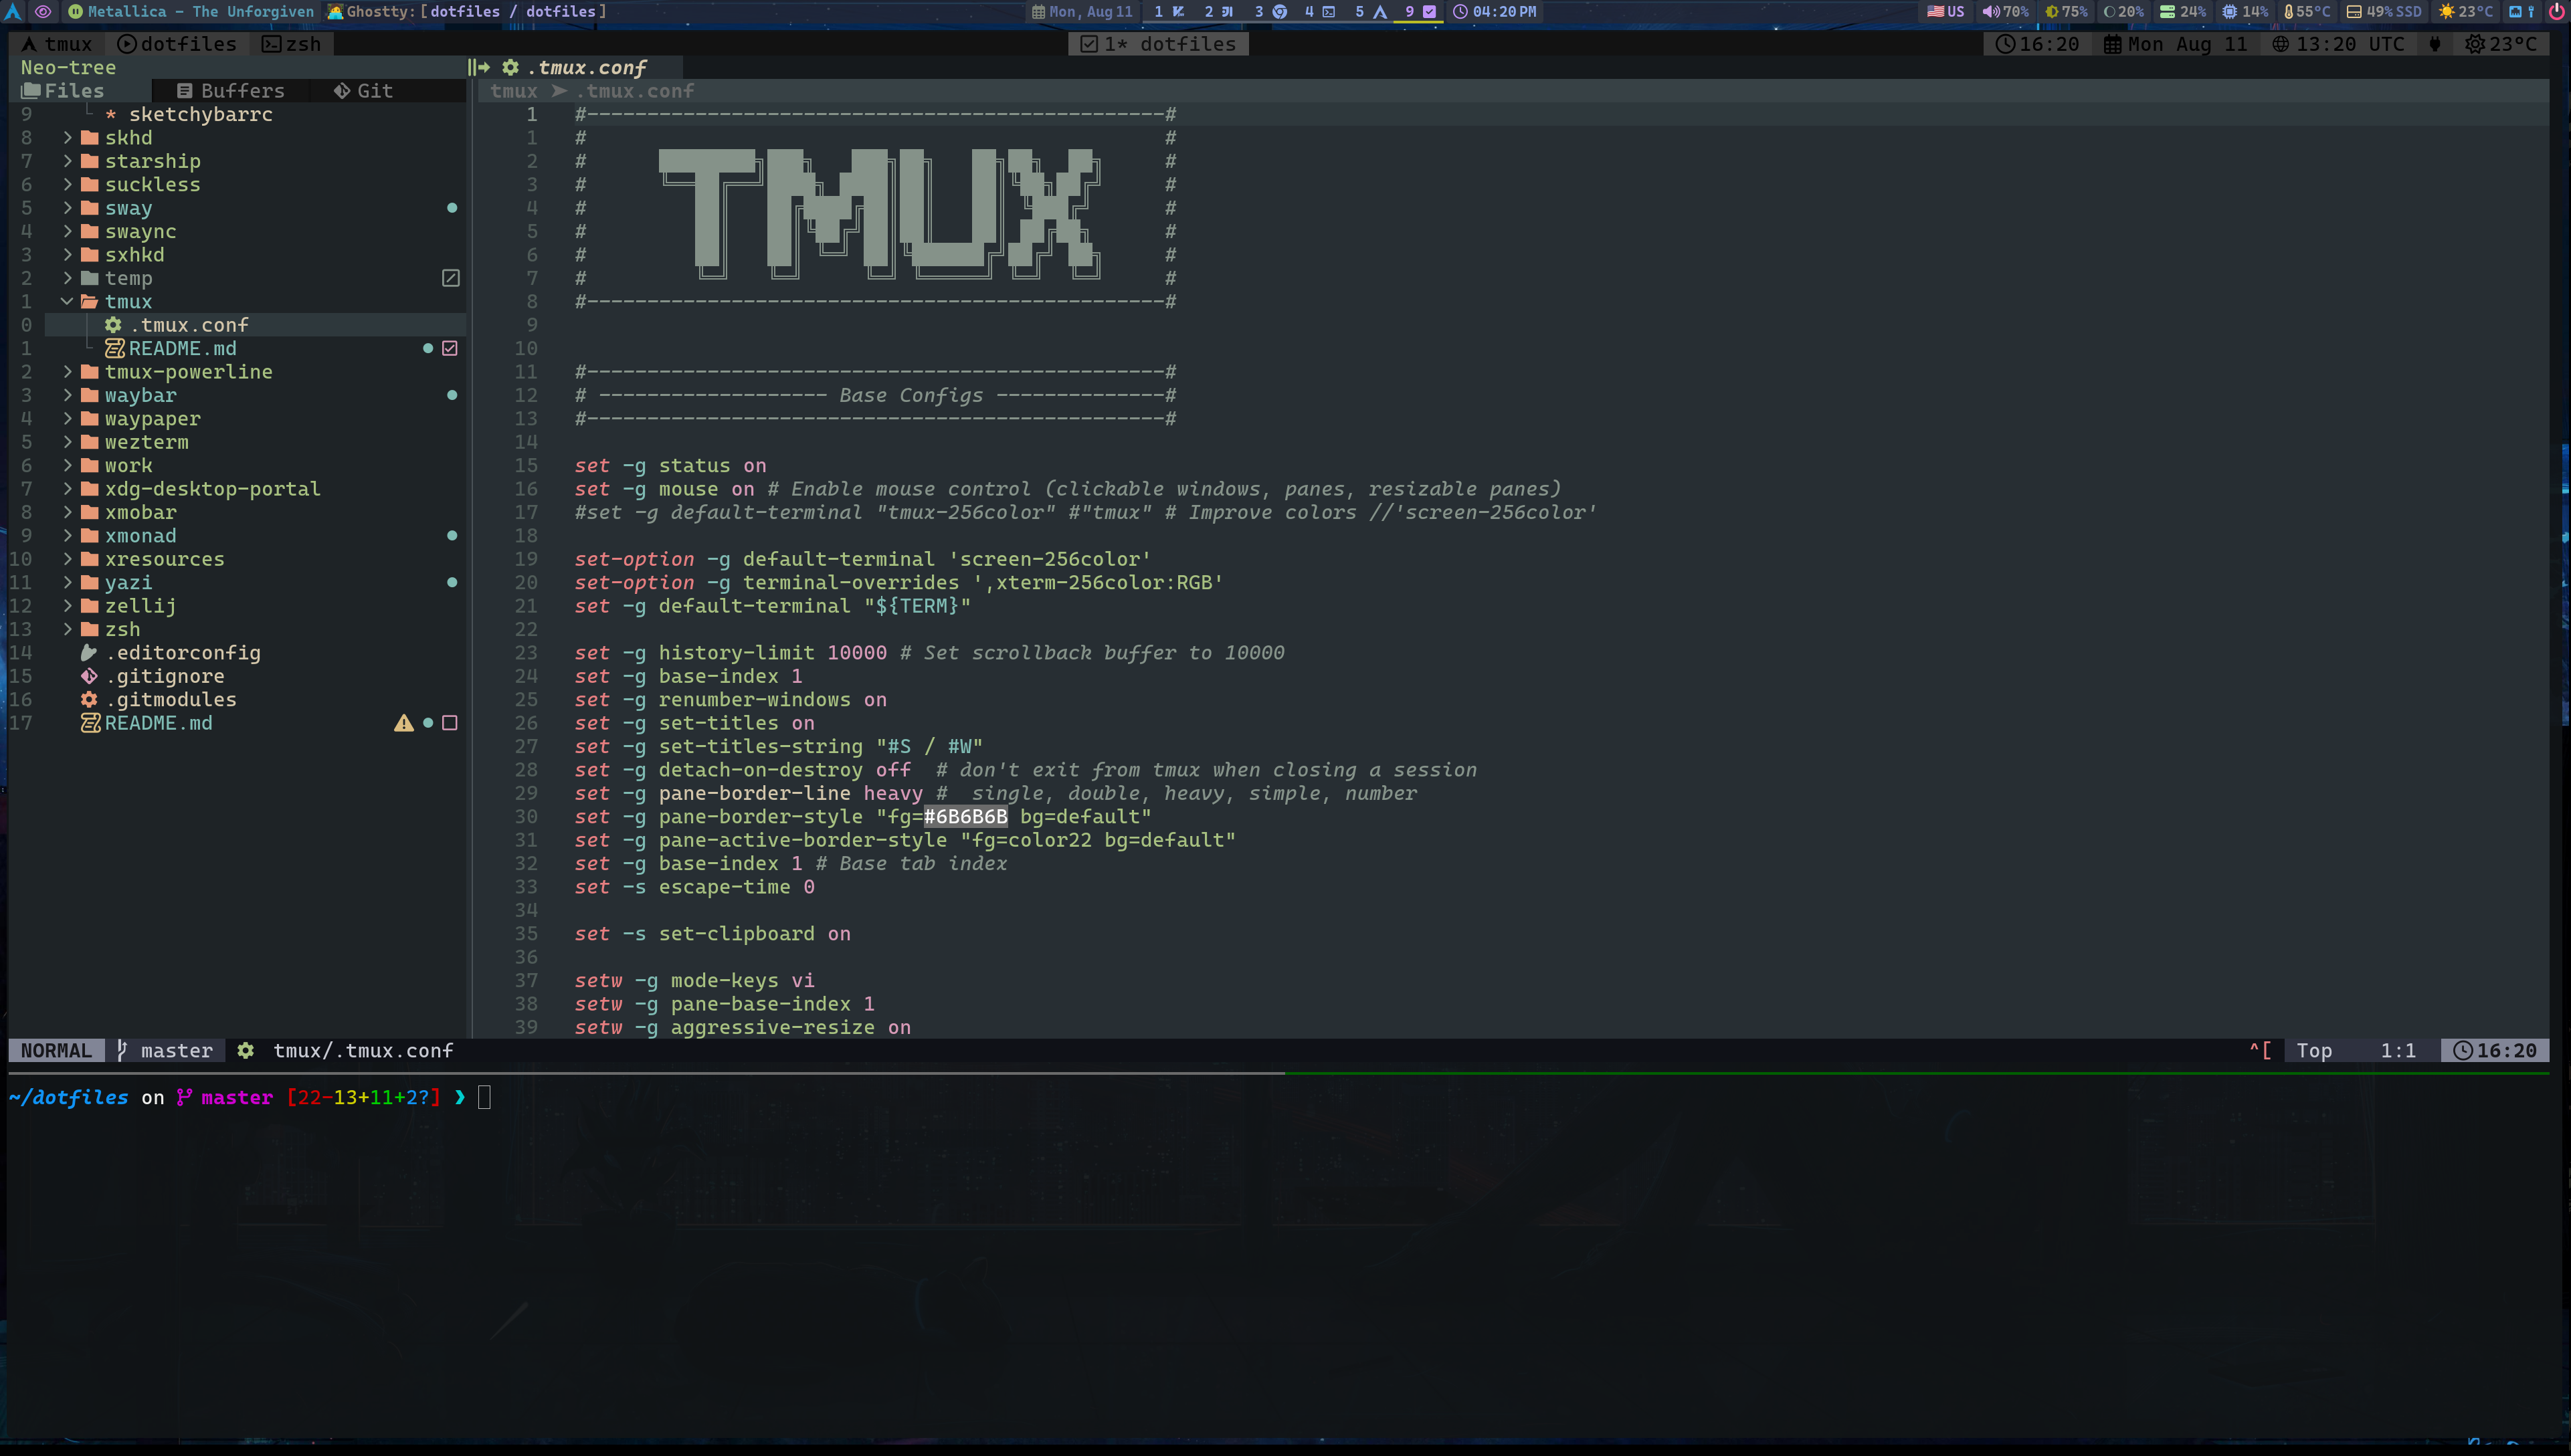 Metallica - The Unforgiven Ghostty: [dotfiles / dotfiles] Mon, Aug 11 1 2 3 4 5 9 04:20 PM US 70% 75% 20% 24% 14% 55°C 49% SSD 23°C
tmux dotfiles zsh 1* dotfiles 16:20 Mon Aug 11 13:20 UTC 23°C
Neo-tree
Files Buffers Git
9 * sketchybarrc
8 skhd
7 starship
6 suckless
5 sway
4 swaync
3 sxhkd
2 temp
1 tmux
0 .tmux.conf
1 README.md
2 tmux-powerline
3 waybar
4 waypaper
5 wezterm
6 work
7 xdg-desktop-portal
8 xmobar
9 xmonad
10 xresources
11 yazi
12 zellij
13 zsh
14 .editorconfig
15 .gitignore
16 .gitmodules
17 README.md
.tmux.conf
tmux ➤ .tmux.conf
1 #------------------------------------------------#
1 # #
2 # TMUX #
3 # #
4 # #
5 # #
6 # #
7 # #
8 #------------------------------------------------#
9
10
11 #------------------------------------------------#
12 # ------------------- Base Configs --------------#
13 #------------------------------------------------#
14
15 set -g status on
16 set -g mouse on # Enable mouse control (clickable windows, panes, resizable panes)
17 #set -g default-terminal "tmux-256color" #"tmux" # Improve colors //'screen-256color'
18
19 set-option -g default-terminal 'screen-256color'
20 set-option -g terminal-overrides ',xterm-256color:RGB'
21 set -g default-terminal "${TERM}"
22
23 set -g history-limit 10000 # Set scrollback buffer to 10000
24 set -g base-index 1
25 set -g renumber-windows on
26 set -g set-titles on
27 set -g set-titles-string "#S / #W"
28 set -g detach-on-destroy off # don't exit from tmux when closing a session
29 set -g pane-border-line heavy # single, double, heavy, simple, number
30 set -g pane-border-style "fg=#6B6B6B bg=default"
31 set -g pane-active-border-style "fg=color22 bg=default"
32 set -g base-index 1 # Base tab index
33 set -s escape-time 0
34
35 set -s set-clipboard on
36
37 setw -g mode-keys vi
38 setw -g pane-base-index 1
39 setw -g aggressive-resize on
NORMAL master tmux/.tmux.conf ^[ Top 1:1 16:20
~/dotfiles on master [22-13+11+2?] ❯